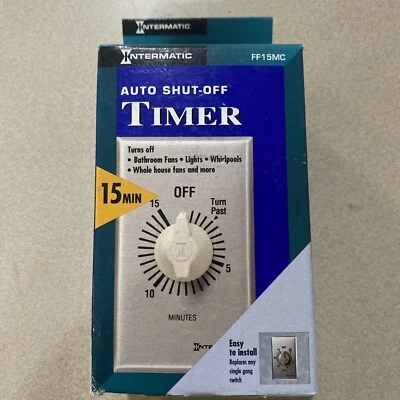 INTERMATIC
INTERMATIC FF15MC
AUTO SHUT-OFF
TIMER
Turns off
• Bathroom Fans • Lights • Whirlpools
• Whole house fans and more
15 MIN
OFF
15
Turn
Past
5
10
MINUTES
INTER
Easy
to install
Replaces any
single gang
switch